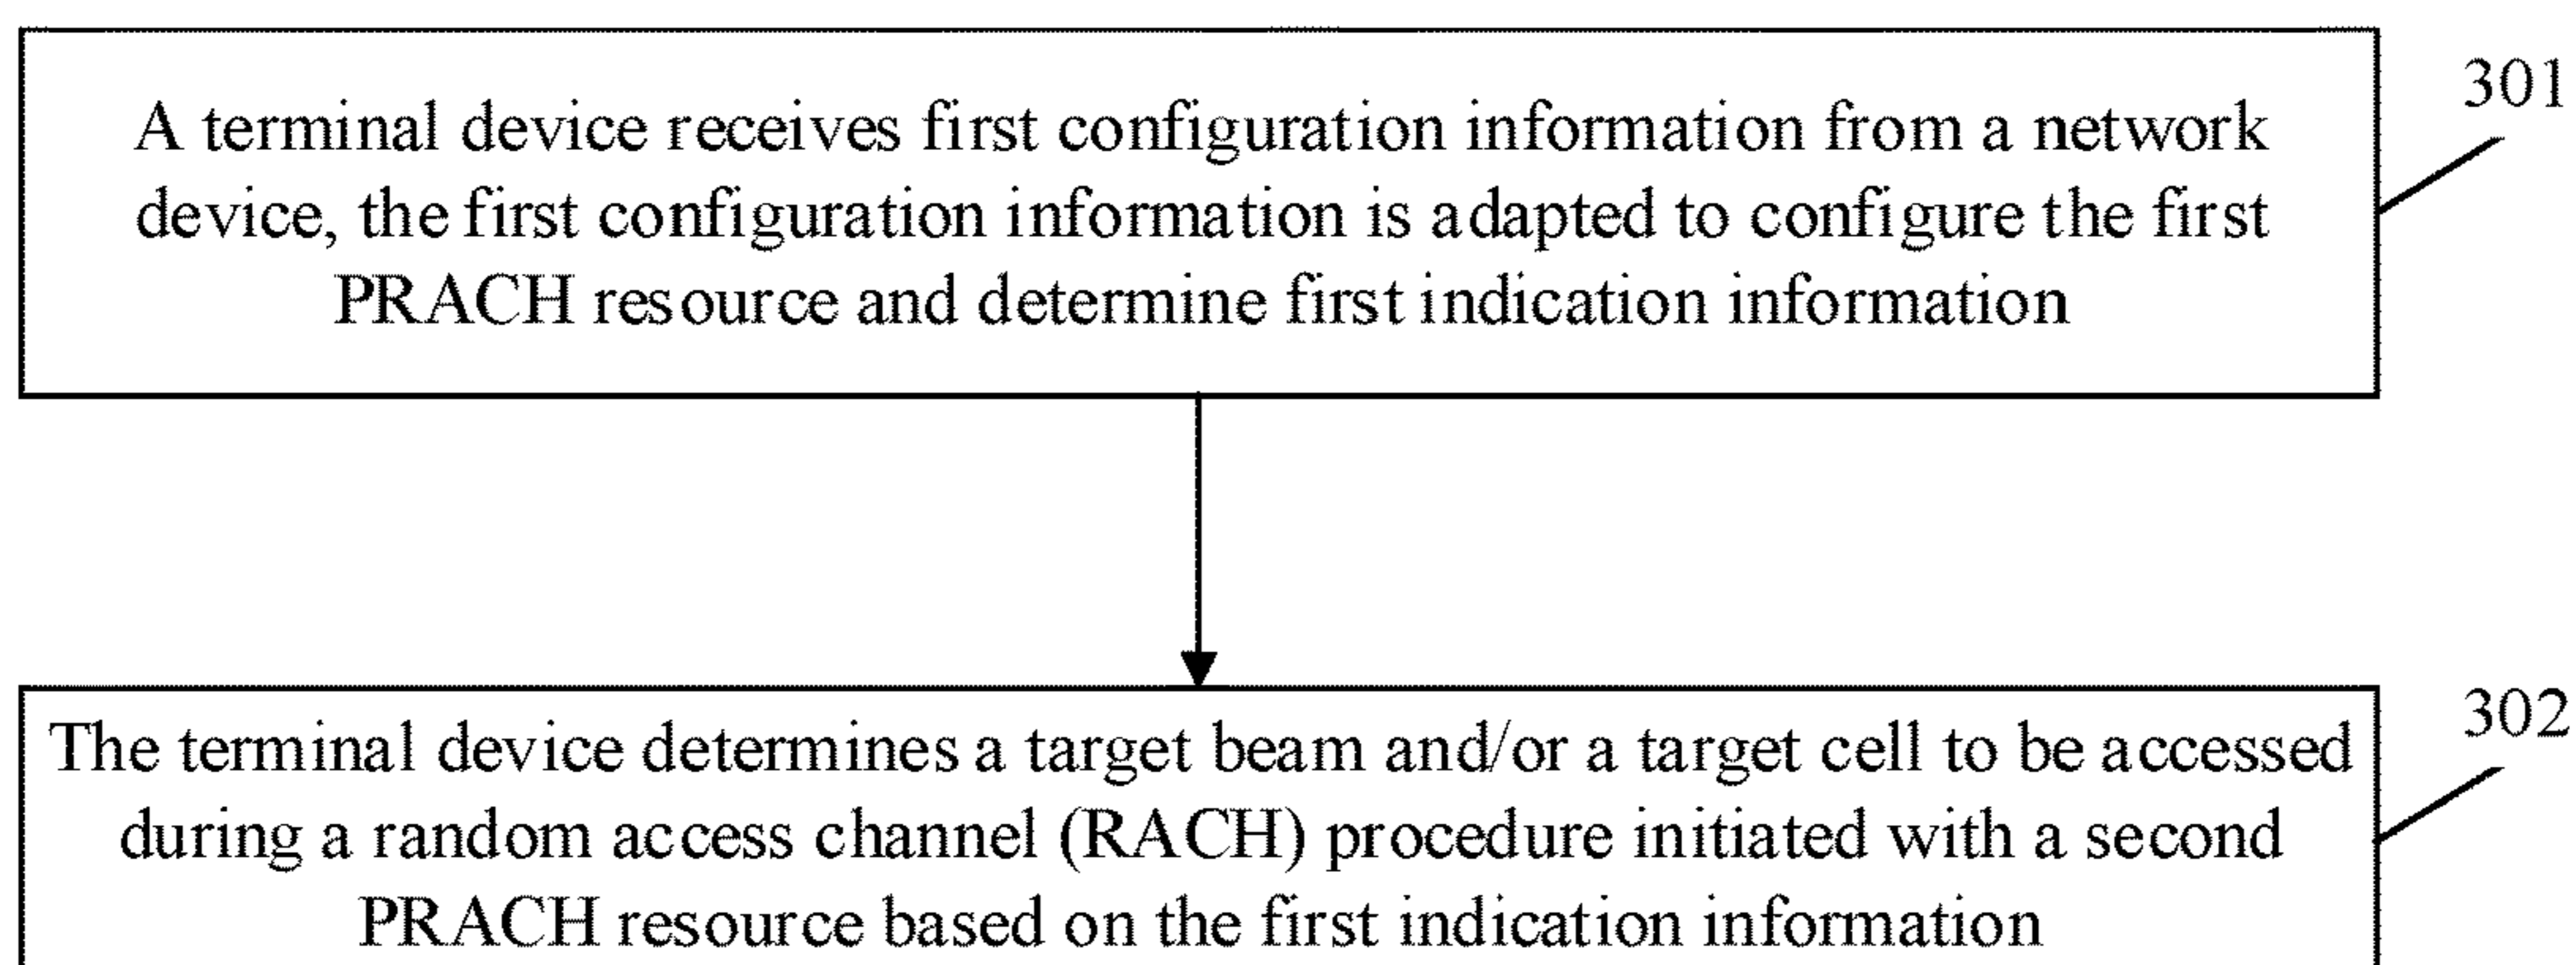 A terminal device receives first configuration information from a network
device, the first configuration information is adapted to configure the first
PRACH resource and determine first indication information
301
The terminal device determines a target beam and/or a target cell to be accessed
during a random access channel (RACH) procedure initiated with a second
PRACH resource based on the first indication information
302